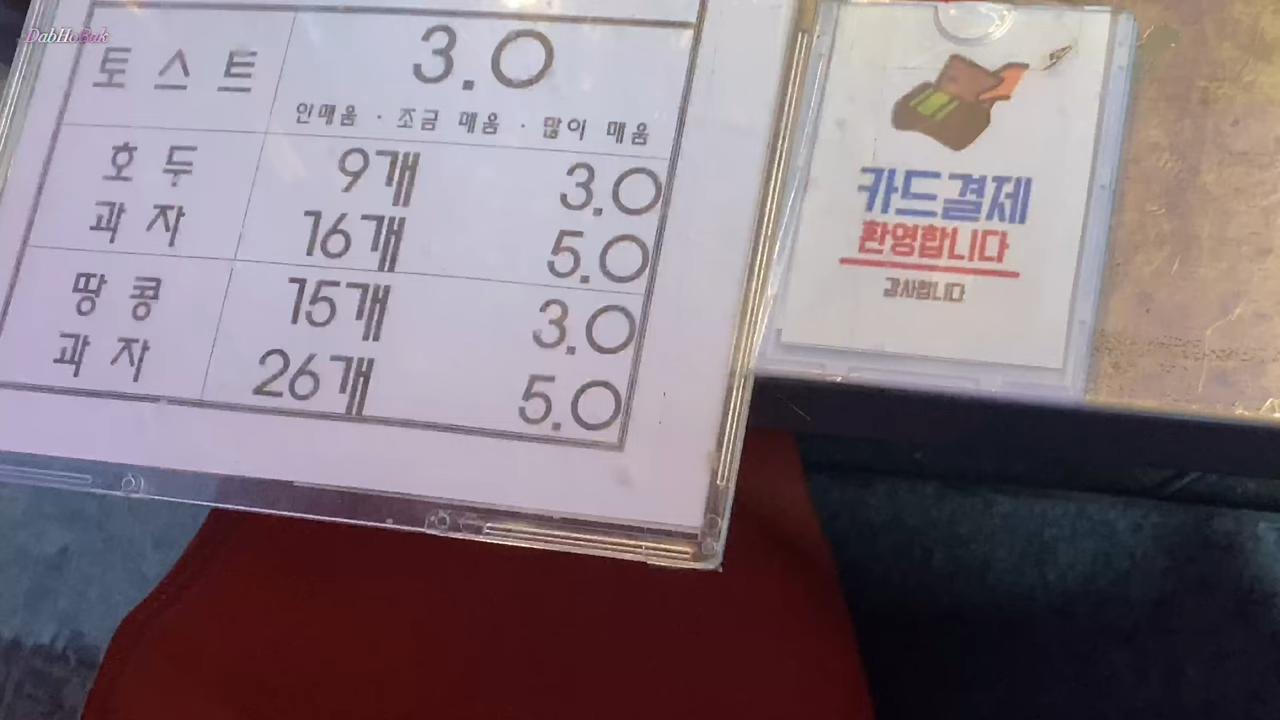 DabHoBak
토스트 3.0
인매움 · 조금 매움 · 많이 매움
호두 과자
9개 3.0
16개 5.0
땅콩 과자
15개 3.0
26개 5.0
카드결제
환영합니다
감사합니다